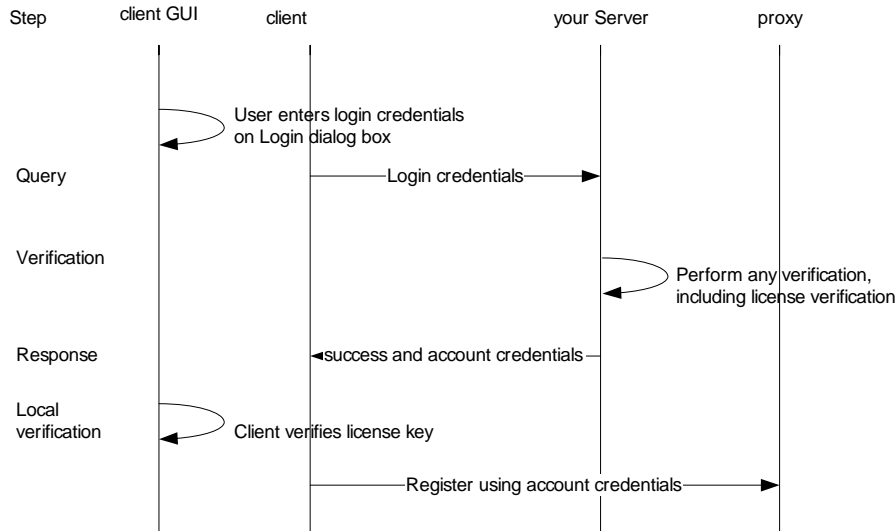 Step
client GUI
client
your Server
proxy
User enters login credentials
on Login dialog box
Query
Login credentials
Verification
Perform any verification,
including license verification
Response
success and account credentials
Local
verification
Client verifies license key
Register using account credentials